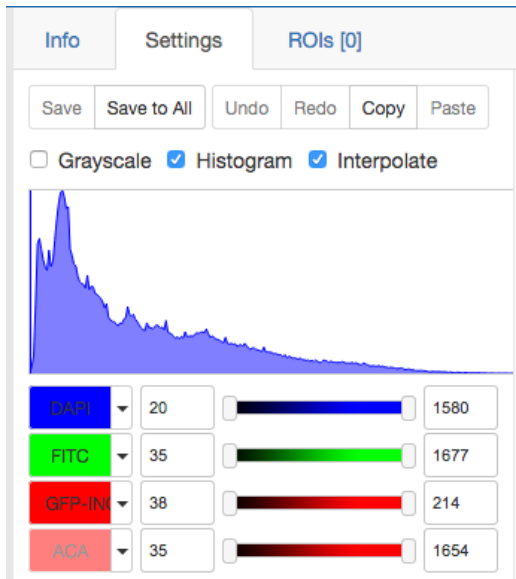 Info Settings ROIs [0]
Save Save to All Undo Redo Copy Paste
Grayscale Histogram Interpolate
DAPI 20 1580
FITC 35 1677
GFP-IN 38 214
ACA 35 1654